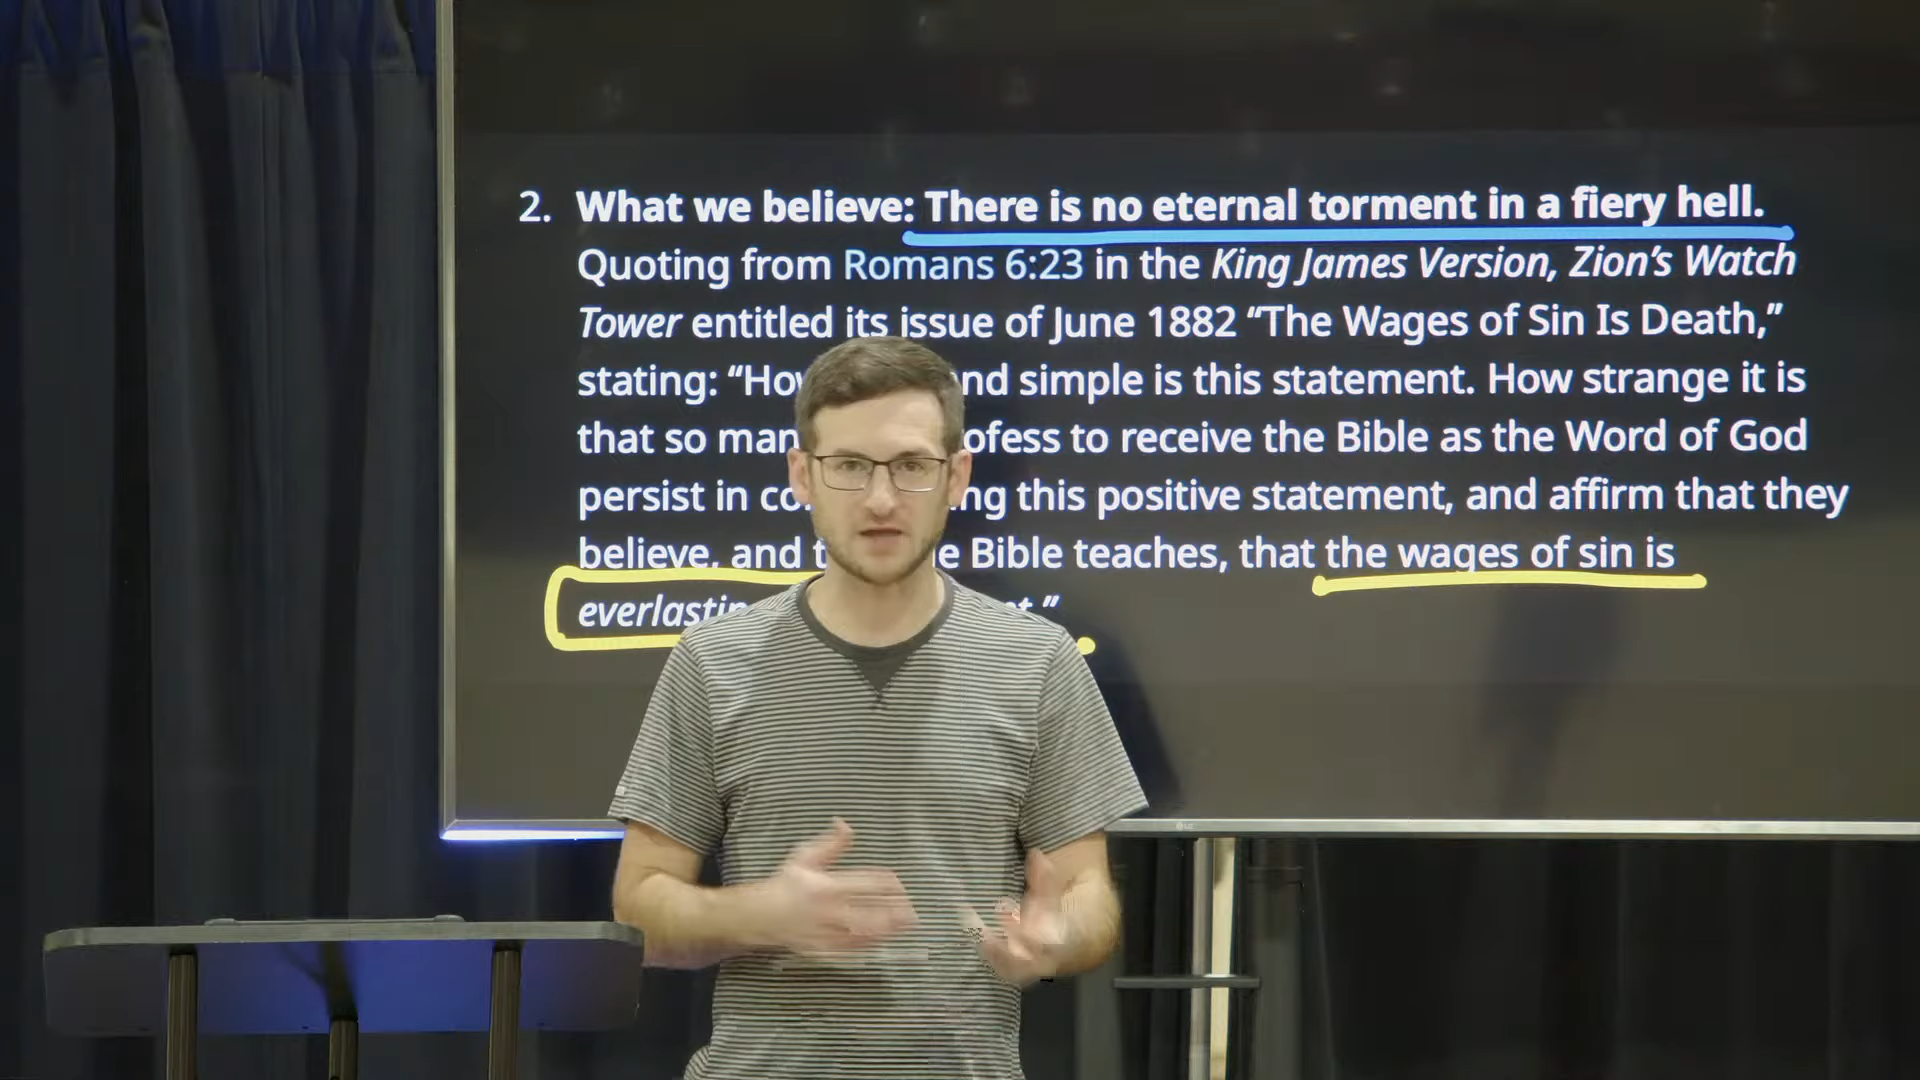 2. What we believe: There is no eternal torment in a fiery hell.
Quoting from Romans 6:23 in the King James Version, Zion’s Watch
Tower entitled its issue of June 1882 “The Wages of Sin Is Death,”
stating: “How and simple is this statement. How strange it is
that so man ofess to receive the Bible as the Word of God
persist in co ng this positive statement, and affirm that they
believe, and t e Bible teaches, that the wages of sin is
everlastin t.”
LG